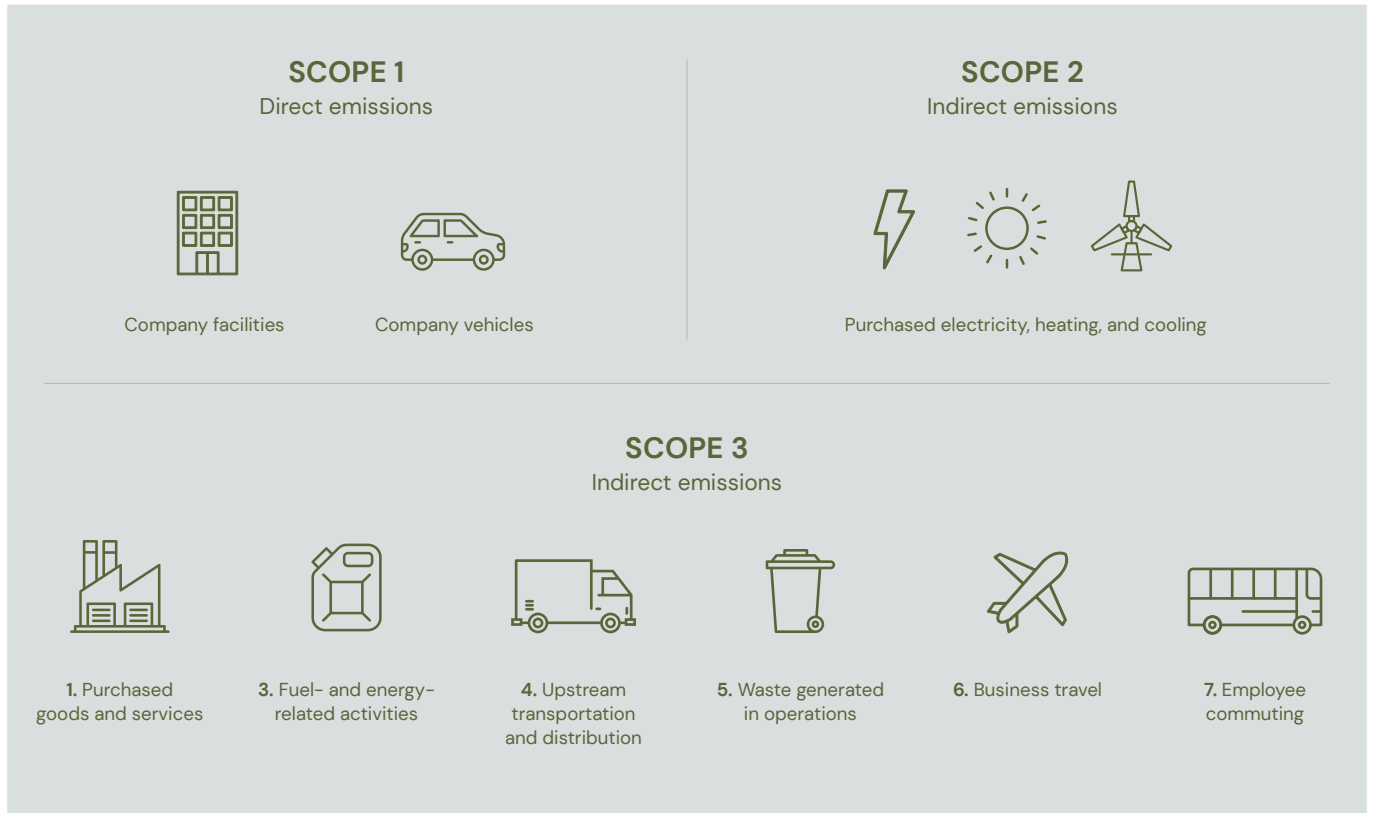 SCOPE 1
Direct emissions
Company facilities
Company vehicles
SCOPE 2
Indirect emissions
Purchased electricity, heating, and cooling
SCOPE 3
Indirect emissions
1. Purchased
goods and services
3. Fuel- and energy-
related activities
4. Upstream
transportation
and distribution
5. Waste generated
in operations
6. Business travel
7. Employee
commuting